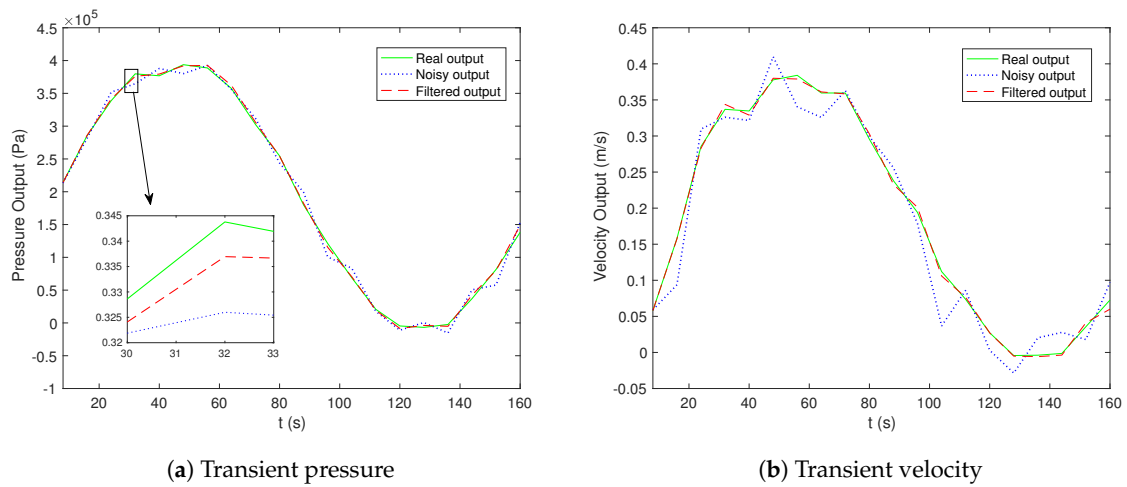 ×10⁵
4.5
4
3.5
3
2.5
2
1.5
1
0.5
0
-0.5
-1
Pressure Output (Pa)
Real output
Noisy output
Filtered output
0.345
0.34
0.335
0.33
0.325
0.32
30 31 32 33
20 40 60 80 100 120 140 160
t (s)
(a) Transient pressure
0.45
0.4
0.35
0.3
0.25
0.2
0.15
0.1
0.05
0
-0.05
Velocity Output (m/s)
Real output
Noisy output
Filtered output
20 40 60 80 100 120 140 160
t (s)
(b) Transient velocity